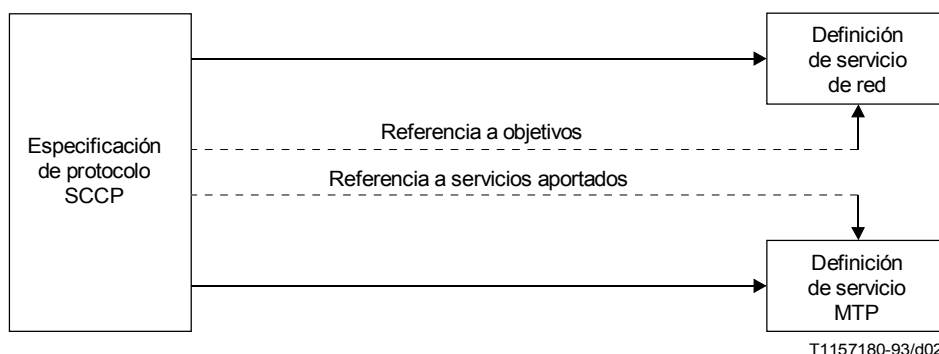 Definición
de servicio
de red
Referencia a objetivos
Especificación
de protocolo
SCCP
Referencia a servicios aportados
Definición
de servicio
MTP
T1157180-93/d02